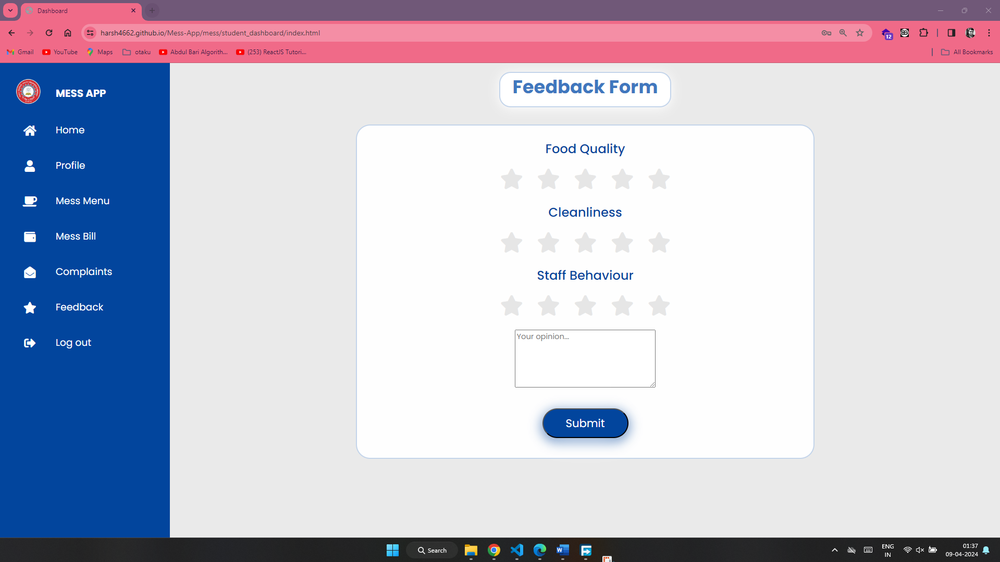 Dashboard
harsh4662.github.io/Mess-App/mess/student_dashboard/index.html
12
Gmail
YouTube
Maps
otaku
Abdul Bari Algorith...
(253) ReactJS Tutori...
All Bookmarks
MESS APP
Home
Profile
Mess Menu
Mess Bill
Complaints
Feedback
Log out
Feedback Form
Food Quality
Cleanliness
Staff Behaviour
Your opinion...
Submit
Search
ENG
IN
01:37
09-04-2024